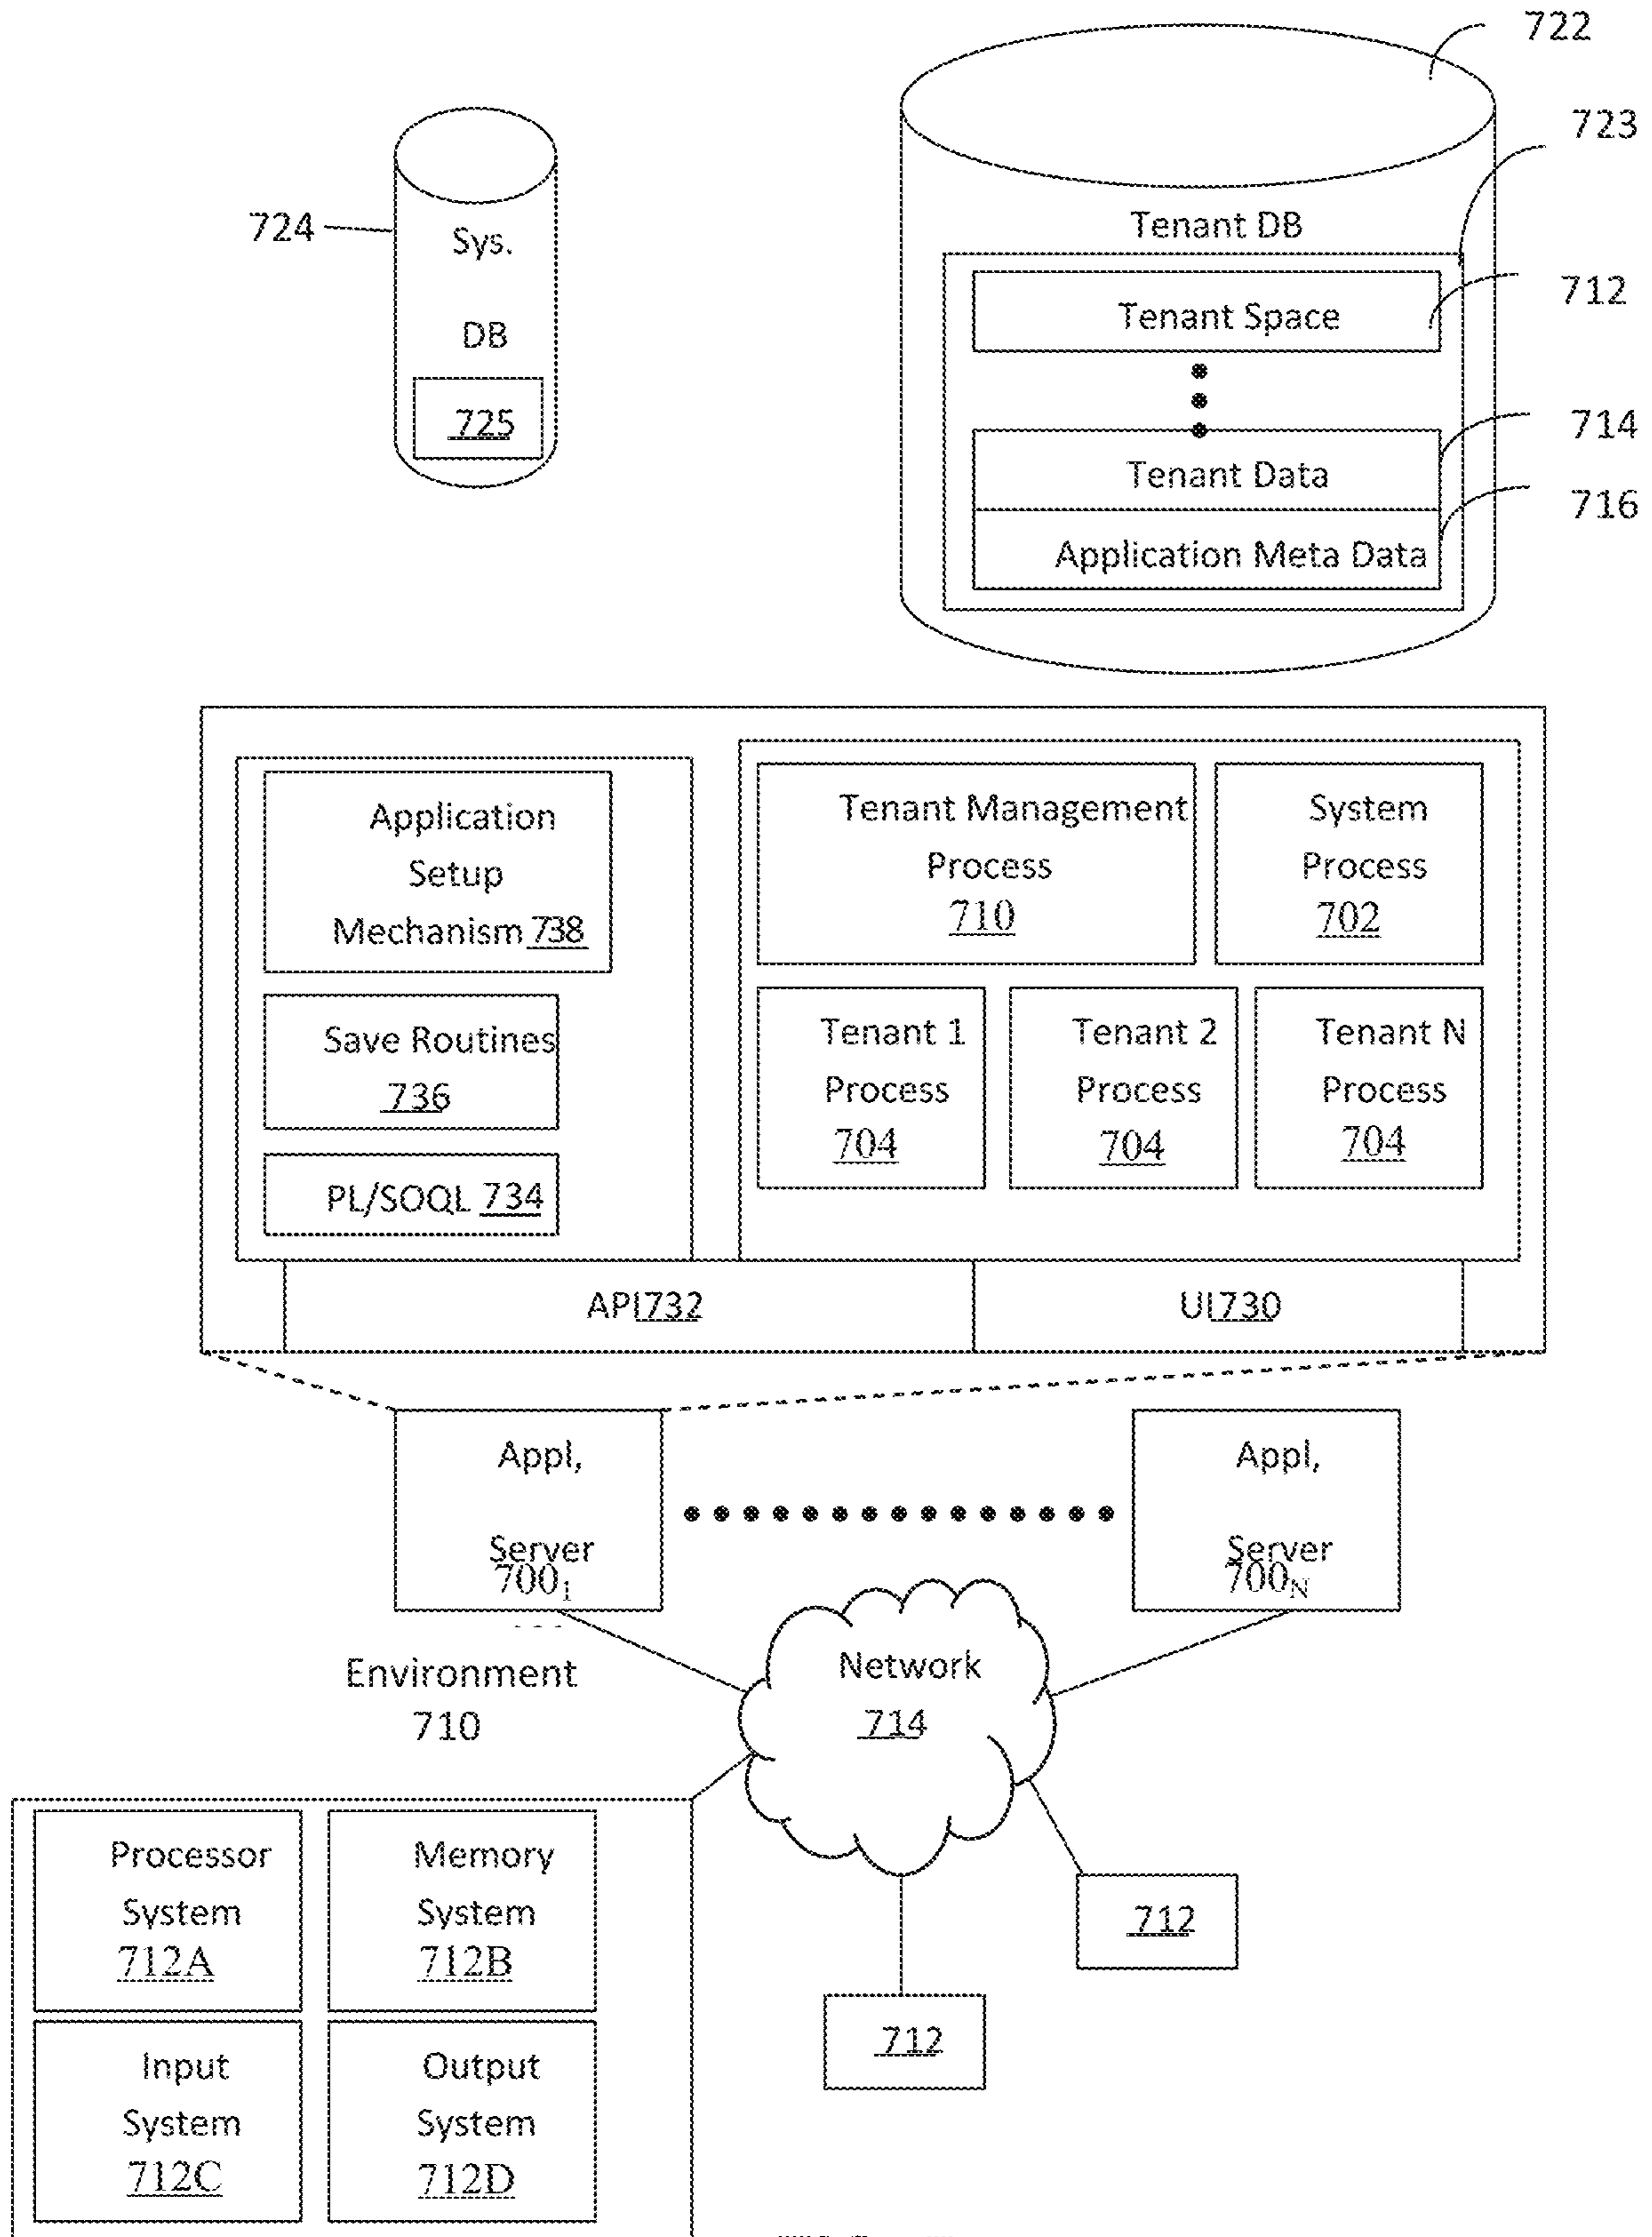 722
723
724
Sys.
DB
725
Tenant DB
Tenant Space
712
714
Tenant Data
716
Application Meta Data
Application
Setup
Mechanism 738
Save Routines
736
PL/SOQL 734
Tenant Management
Process
710
System
Process
702
Tenant 1
Process
704
Tenant 2
Process
704
Tenant N
Process
704
API732
UI730
Appl,
Server
700₁
Appl,
Server
700N
Environment
710
Network
714
Processor
System
712A
Memory
System
712B
Input
System
712C
Output
System
712D
712
712